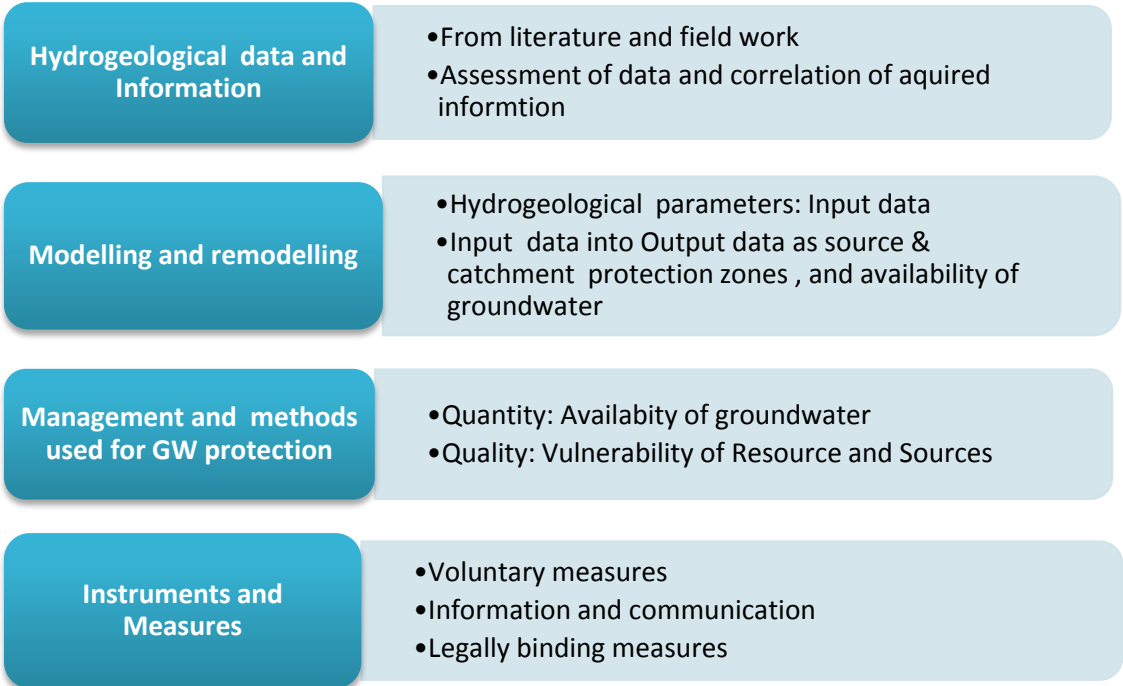 Hydrogeological data and
Information
•From literature and field work
•Assessment of data and correlation of aquired
informtion
Modelling and remodelling
•Hydrogeological parameters: Input data
•Input data into Output data as source &
catchment protection zones , and availability of
groundwater
Management and methods
used for GW protection
•Quantity: Availabity of groundwater
•Quality: Vulnerability of Resource and Sources
Instruments and
Measures
•Voluntary measures
•Information and communication
•Legally binding measures